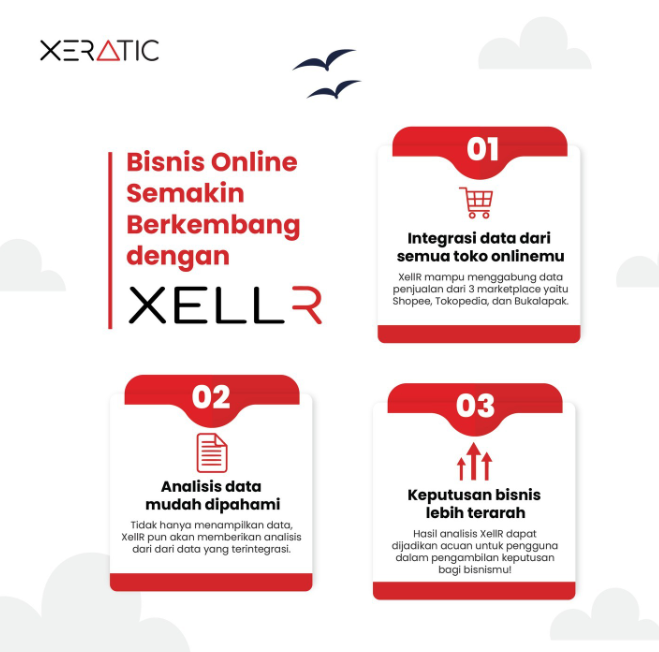 XERATIC
Bisnis Online
Semakin
Berkembang
dengan
XELLR
01
Integrasi data dari
semua toko onlinemu
XellR mampu menggabung data
penjualan dari 3 marketplace yaitu
Shopee, Tokopedia, dan Bukalapak.
02
Analisis data
mudah dipahami
Tidak hanya menampilkan data,
XellR pun akan memberikan analisis
dari dari data yang terintegrasi.
03
Keputusan bisnis
lebih terarah
Hasil analisis XellR dapat
dijadikan acuan untuk pengguna
dalam pengambilan keputusan
bagi bisnismu!